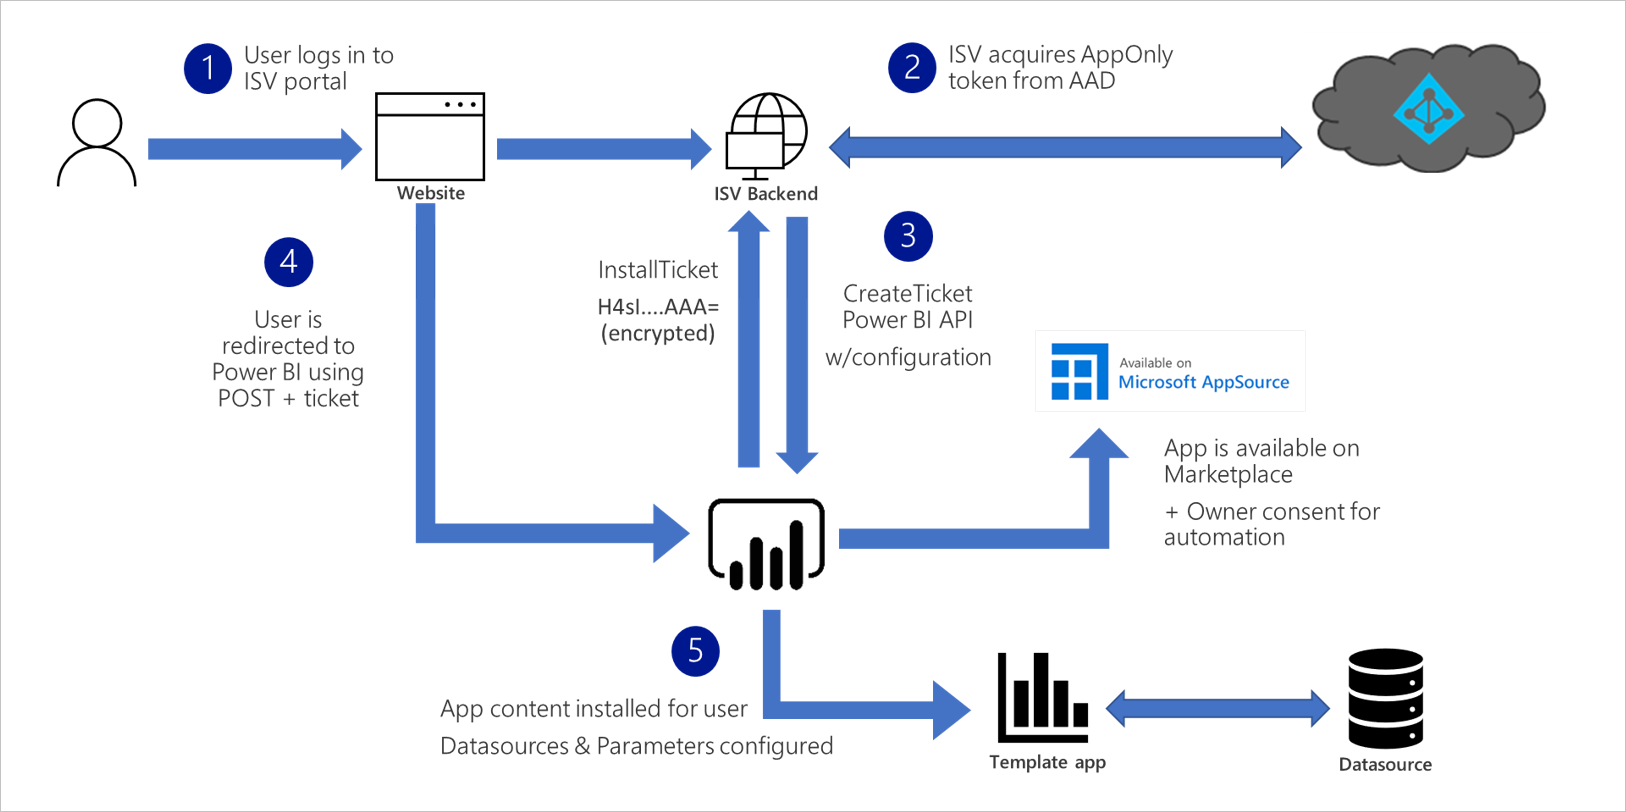 1
User logs in to
ISV portal
2
ISV acquires AppOnly
token from AAD
Website
ISV Backend
3
CreateTicket
Power BI API
w/configuration
InstallTicket
H4sI....AAA=
(encrypted)
4
User is
redirected to
Power BI using
POST + ticket
Available on
Microsoft AppSource
App is available on
Marketplace
+ Owner consent for
automation
5
App content installed for user
Datasources & Parameters configured
Template app
Datasource